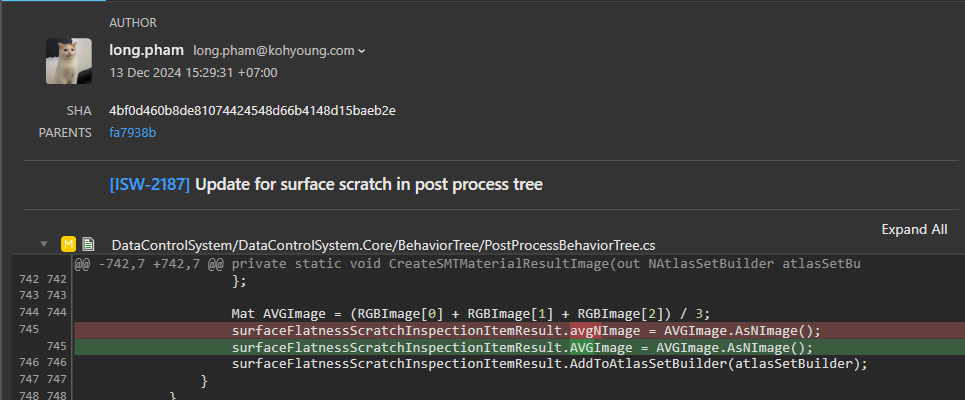 AUTHOR
long.pham long.pham@kohyoung.com
13 Dec 2024 15:29:31 +07:00
SHA 4bf0d460b8de81074424548d66b4148d15baeb2e
PARENTS fa7938b
[ISW-2187] Update for surface scratch in post process tree
Expand All
M DataControlSystem/DataControlSystem.Core/BehaviorTree/PostProcessBehaviorTree.cs
@@ -742,7 +742,7 @@ private static void CreateSMTMaterialResultImage(out NAtlasSetBuilder atlasSetBu
742 742 };
743 743
744 744 Mat AVGImage = (RGBImage[0] + RGBImage[1] + RGBImage[2]) / 3;
745 surfaceFlatnessScratchInspectionItemResult.avgNImage = AVGImage.AsNImage();
745 surfaceFlatnessScratchInspectionItemResult.AVGImage = AVGImage.AsNImage();
746 746 surfaceFlatnessScratchInspectionItemResult.AddToAtlasSetBuilder(atlasSetBuilder);
747 747 }
748 748 }